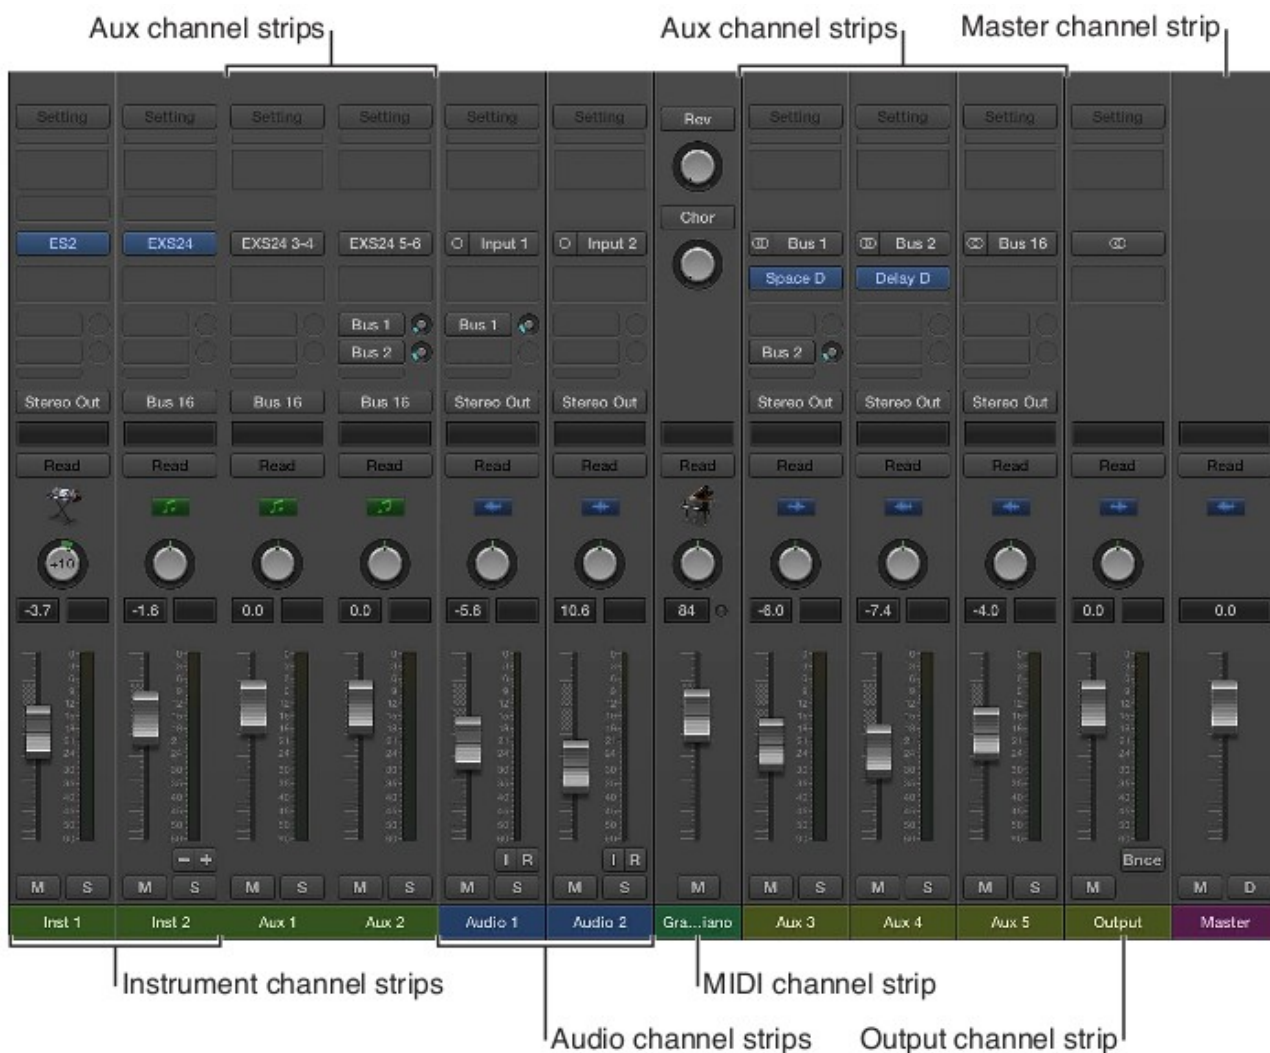 Aux channel strips Aux channel strips Master channel strip
Setting Setting Setting Setting Setting Setting Rev Setting Setting Setting Setting
Chor
ES2 EXS24 EXS24 3-4 EXS24 5-6 Input 1 Input 2 Bus 1 Bus 2 Bus 16
Space D Delay D
Bus 1 Bus 1
Bus 2 Bus 2
Stereo Out Bus 16 Bus 16 Bus 16 Stereo Out Stereo Out Stereo Out Stereo Out Stereo Out
Read Read Read Read Read Read Read Read Read Read Read Read
+10
-3.7 -1.6 0.0 0.0 -5.6 10.6 84 -6.0 -7.4 -4.0 0.0 0.0
- + I R I R Bnce
M S M S M S M S M S M S M M S M S M S M M D
Inst 1 Inst 2 Aux 1 Aux 2 Audio 1 Audio 2 Gra...iano Aux 3 Aux 4 Aux 5 Output Master
Instrument channel strips MIDI channel strip
Audio channel strips Output channel strip